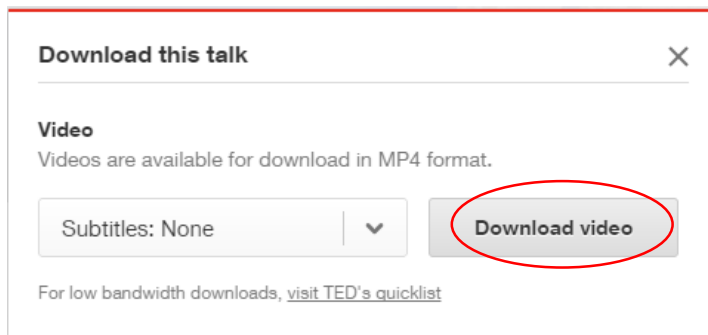 Download this talk
Video
Videos are available for download in MP4 format.
Subtitles: None
Download video
For low bandwidth downloads, visit TED's quicklist